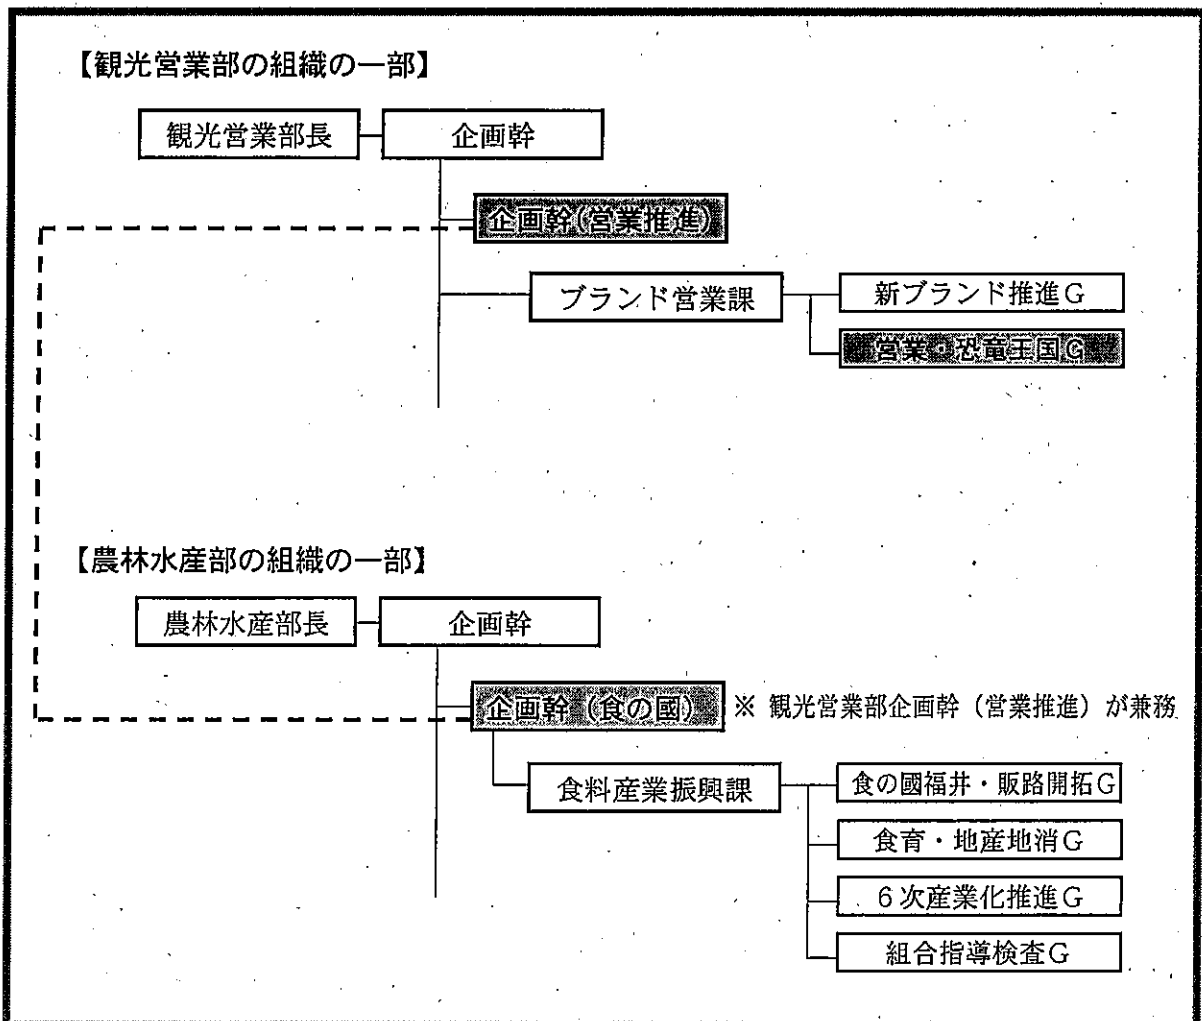 【観光営業部の組織の一部】
観光営業部長
企画幹
企画幹(営業推進)
ブランド営業課
新ブランド推進G
営業・恐竜王国G
【農林水産部の組織の一部】
農林水産部長
企画幹
企画幹(食の國) ※ 観光営業部企画幹(営業推進)が兼務
食料産業振興課
食の國福井・販路開拓G
食育・地産地消G
6次産業化推進G
組合指導検査G